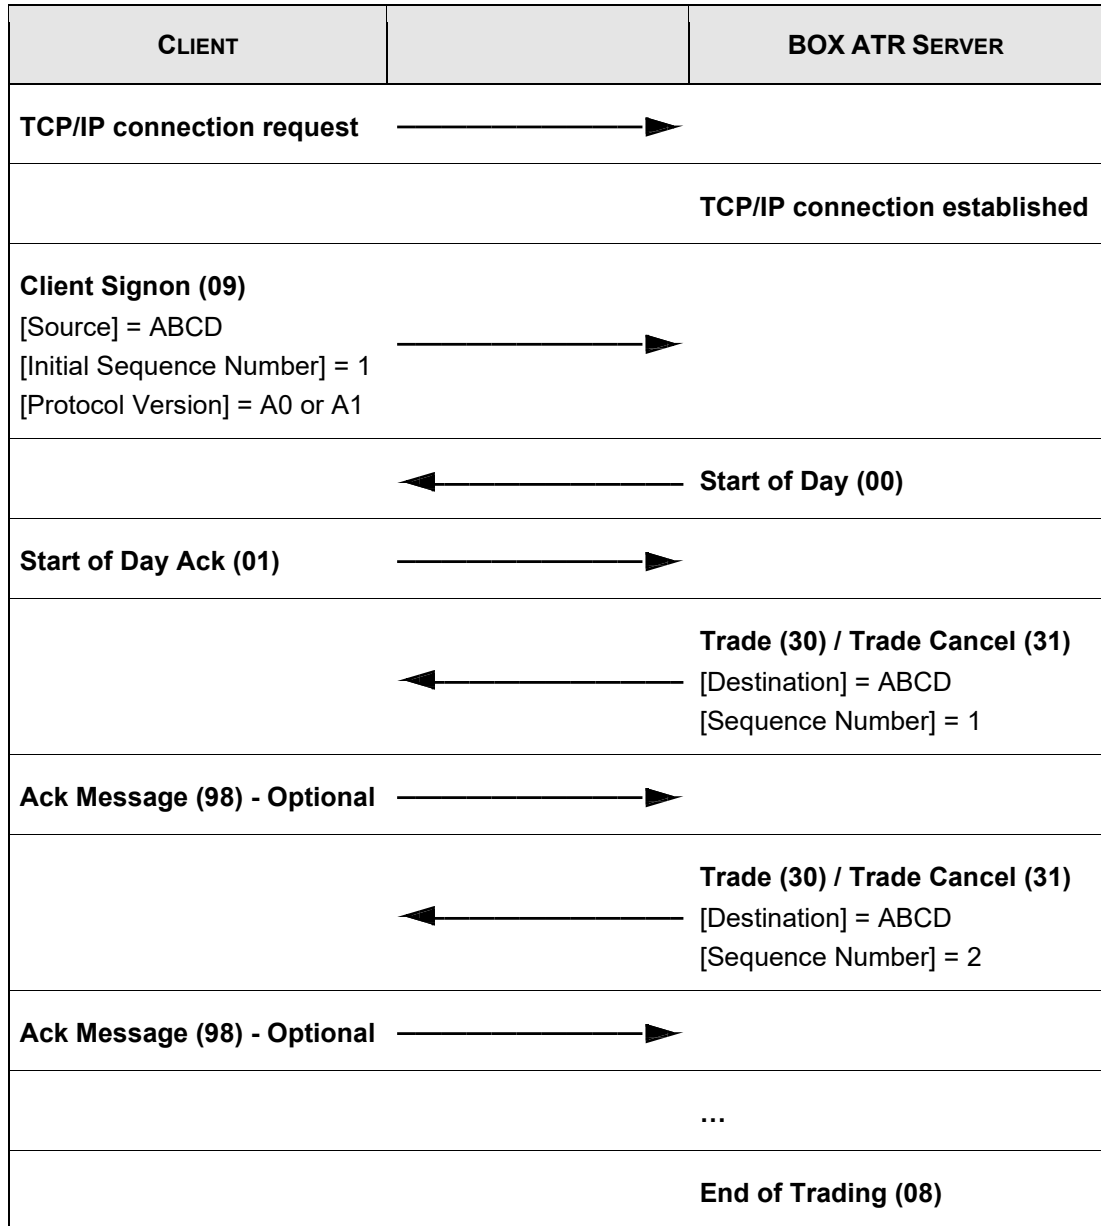 CLIENT
BOX ATR SERVER
TCP/IP connection request
TCP/IP connection established
Client Signon (09)
[Source] = ABCD
[Initial Sequence Number] = 1
[Protocol Version] = A0 or A1
Start of Day (00)
Start of Day Ack (01)
Trade (30) / Trade Cancel (31)
[Destination] = ABCD
[Sequence Number] = 1
Ack Message (98) - Optional
Trade (30) / Trade Cancel (31)
[Destination] = ABCD
[Sequence Number] = 2
Ack Message (98) - Optional
…
End of Trading (08)